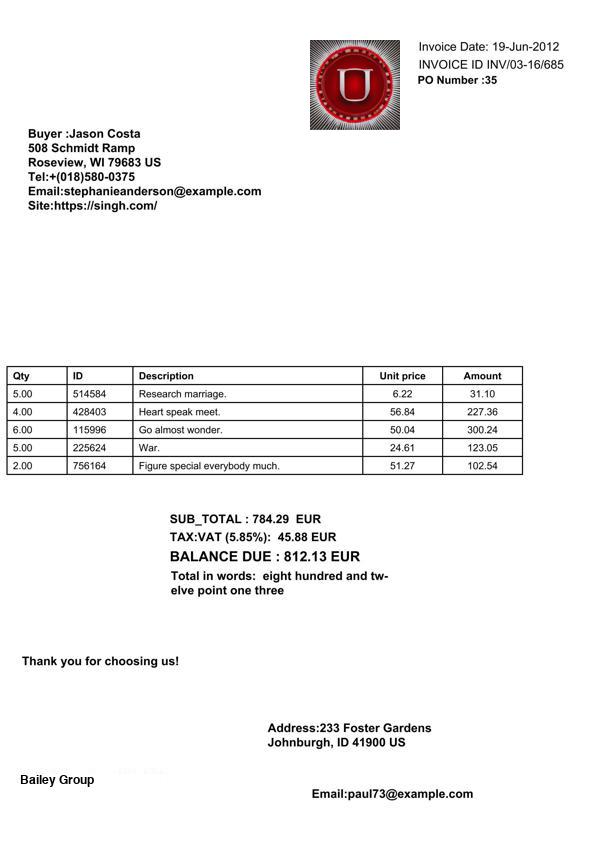 Invoice Date: 19-Jun-2012
INVOICE ID INV/03-16/685
PO Number :35
U
Buyer :Jason Costa
508 Schmidt Ramp
Roseview, WI 79683 US
Tel:+(018)580-0375
Email:stephanieanderson@example.com
Site:https://singh.com/
Qty ID Description Unit price Amount
5.00 514584 Research marriage. 6.22 31.10
4.00 428403 Heart speak meet. 56.84 227.36
6.00 115996 Go almost wonder. 50.04 300.24
5.00 225624 War. 24.61 123.05
2.00 756164 Figure special everybody much. 51.27 102.54
SUB_TOTAL : 784.29 EUR
TAX:VAT (5.85%): 45.88 EUR
BALANCE DUE : 812.13 EUR
Total in words: eight hundred and tw-
elve point one three
Thank you for choosing us!
Address:233 Foster Gardens
Johnburgh, ID 41900 US
Bailey Group
Email:paul73@example.com